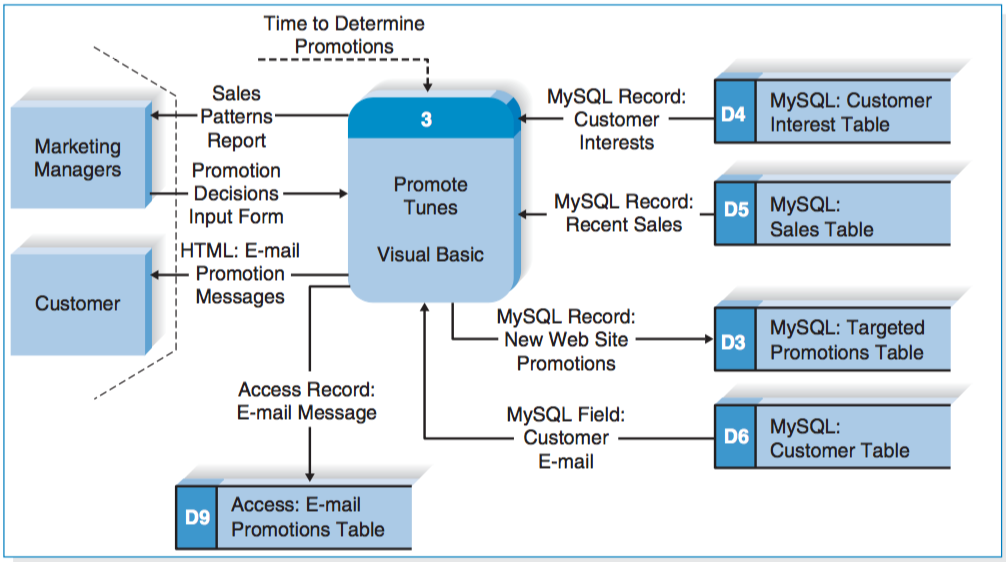 Time to Determine
Promotions
Sales
Patterns
Report
Marketing
Managers
Promotion
Decisions
Input Form
3
Promote
Tunes
Visual Basic
MySQL Record:
Customer
Interests
D4
MySQL: Customer
Interest Table
MySQL Record:
Recent Sales
D5
MySQL:
Sales Table
Customer
HTML: E-mail
Promotion
Messages
MySQL Record:
New Web Site
Promotions
D3
MySQL: Targeted
Promotions Table
Access Record:
E-mail Message
MySQL Field:
Customer
E-mail
D6
MySQL:
Customer Table
D9
Access: E-mail
Promotions Table